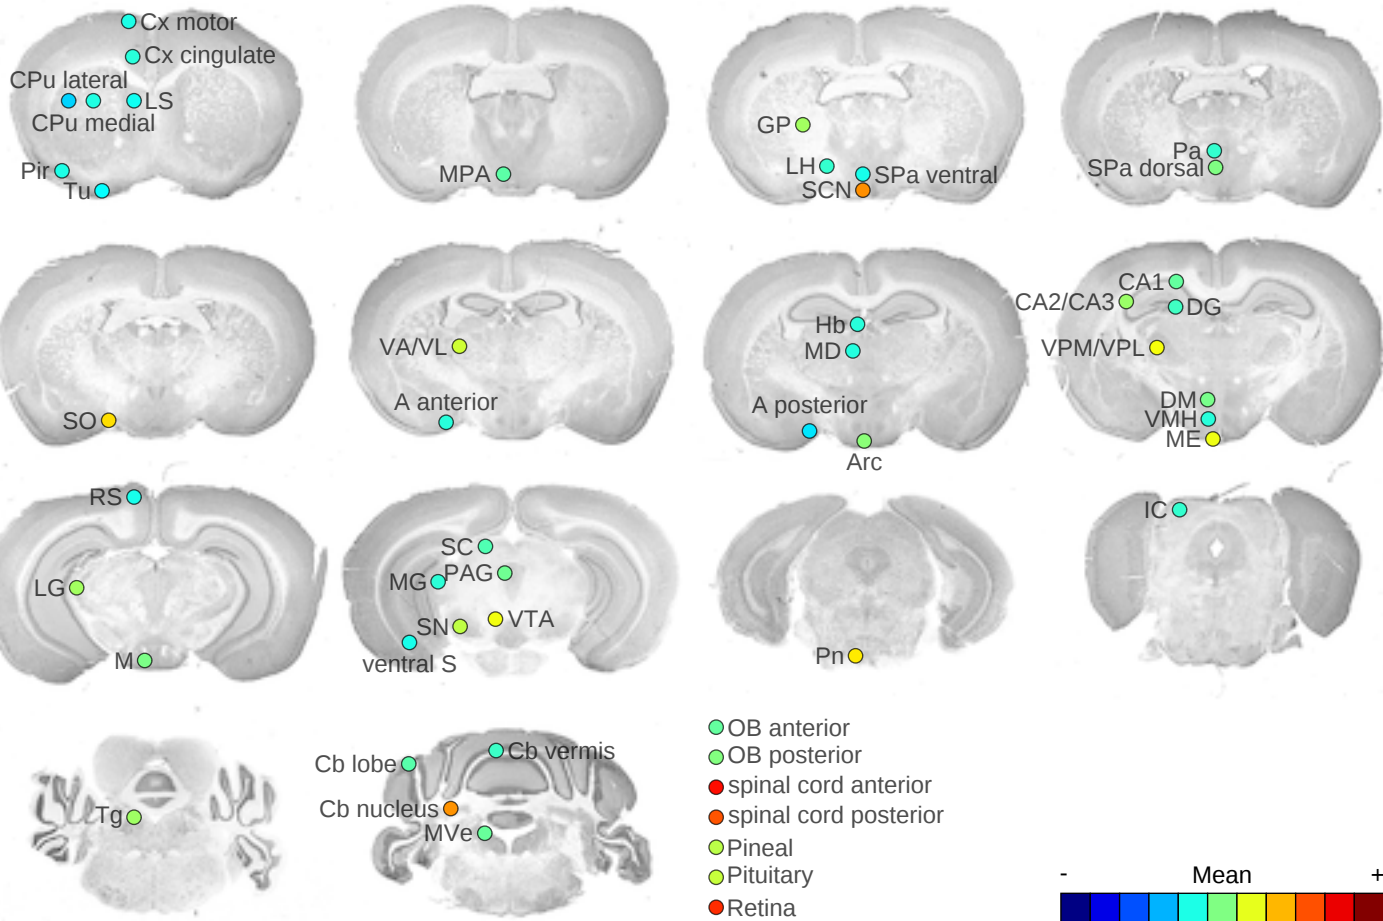 Cx motor
Cx cingulate
CPu lateral
LS
CPu medial
Pir
Tu
MPA
GP
LH
SPa ventral
SCN
Pa
SPa dorsal
SO
VA/VL
A anterior
Hb
MD
A posterior
Arc
CA1
CA2/CA3
DG
VPM/VPL
DM
VMH
ME
RS
LG
M
SC
PAG
MG
SN
VTA
ventral S
Pn
IC
Tg
Cb lobe
Cb vermis
Cb nucleus
MVe
OB anterior
OB posterior
spinal cord anterior
spinal cord posterior
Pineal
Pituitary
Retina
- Mean +